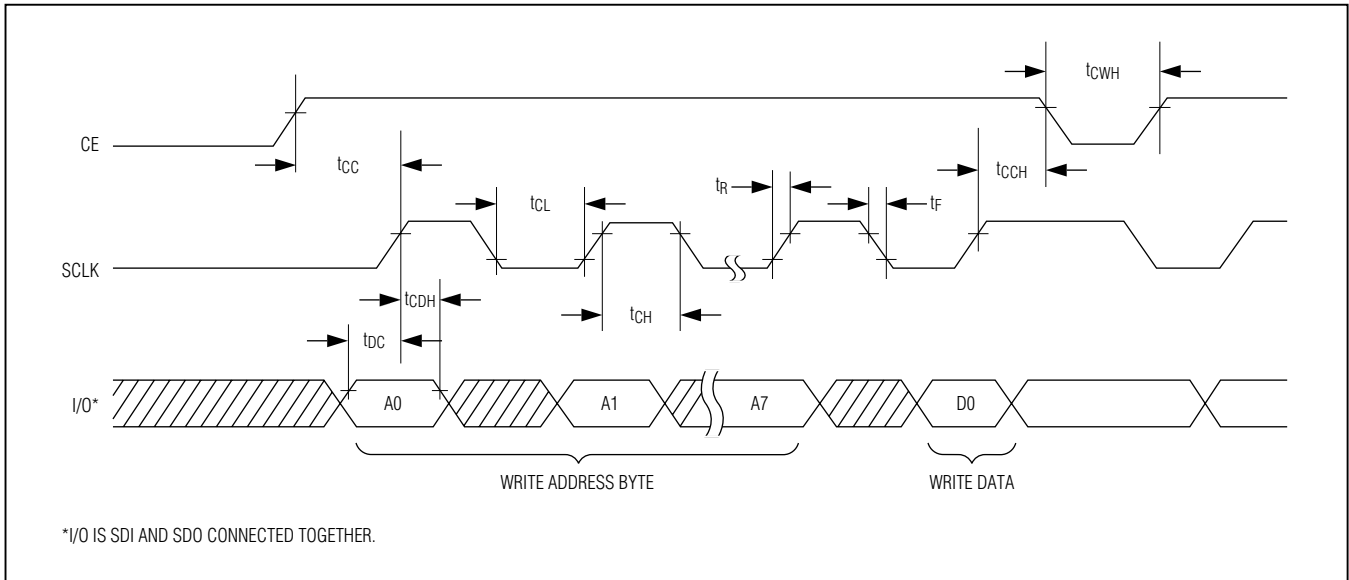 tCWH
CE
tCC
tCCH
tR
tCL
tF
SCLK
tCDH
tCH
tDC
I/O*
A0
A1
A7
D0
WRITE ADDRESS BYTE
WRITE DATA
*I/O IS SDI AND SDO CONNECTED TOGETHER.